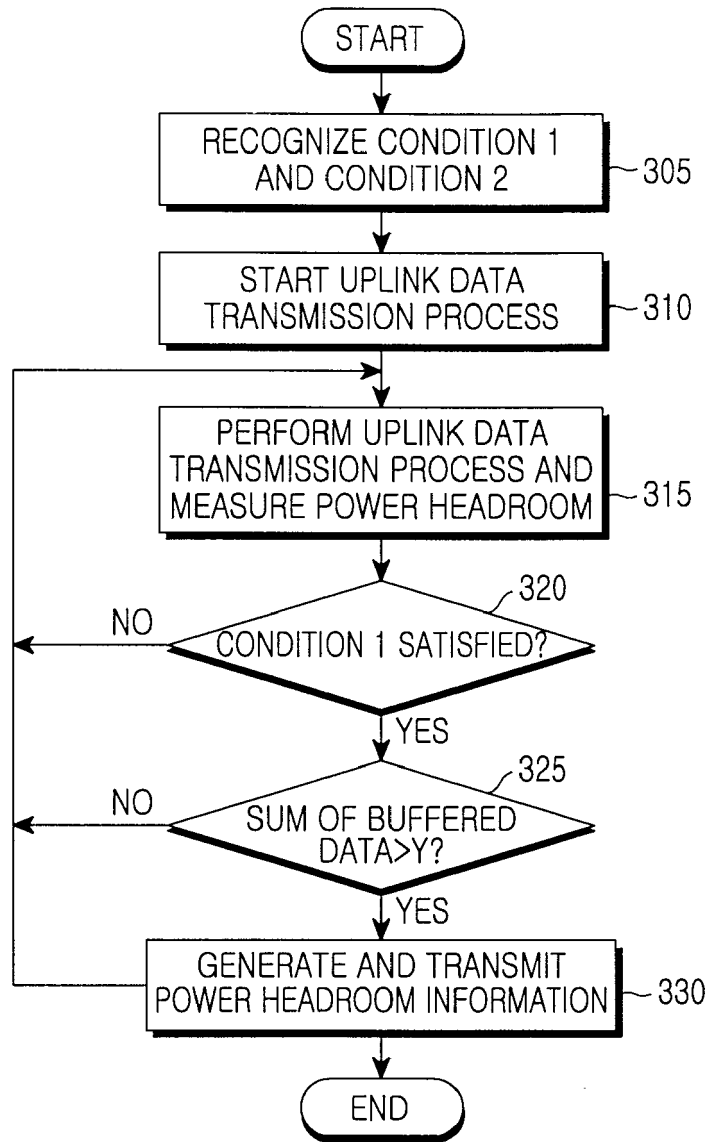 START
RECOGNIZE CONDITION 1
AND CONDITION 2
305
START UPLINK DATA
TRANSMISSION PROCESS
310
PERFORM UPLINK DATA
TRANSMISSION PROCESS AND
MEASURE POWER HEADROOM
315
320
NO
CONDITION 1 SATISFIED?
YES
325
NO
SUM OF BUFFERED
DATA>Y?
YES
GENERATE AND TRANSMIT
POWER HEADROOM INFORMATION
330
END